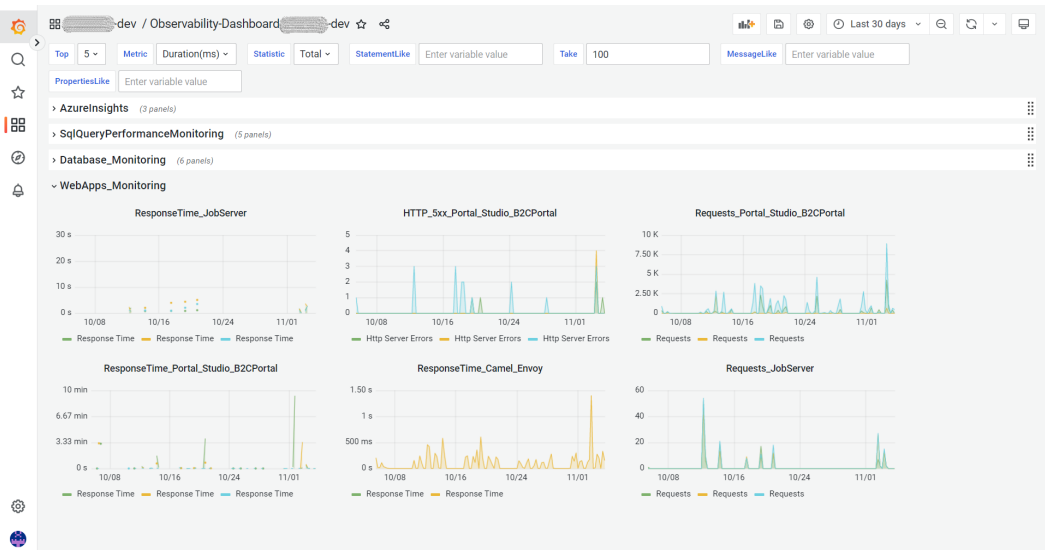 -dev / Observability-Dashboard -dev Last 30 days
Top 5 Metric Duration(ms) Statistic Total StatementLike Enter variable value Take 100 MessageLike Enter variable value
PropertiesLike Enter variable value
AzureInsights (3 panels)
SqlQueryPerformanceMonitoring (5 panels)
Database_Monitoring (6 panels)
WebApps_Monitoring
ResponseTime_JobServer
30 s
20 s
10 s
0 s
10/08 10/16 10/24 11/01
Response Time Response Time Response Time
HTTP_5xx_Portal_Studio_B2CPortal
5
4
3
2
1
0
10/08 10/16 10/24 11/01
Http Server Errors Http Server Errors Http Server Errors
Requests_Portal_Studio_B2CPortal
10 K
7.50 K
5 K
2.50 K
0
10/08 10/16 10/24 11/01
Requests Requests Requests
ResponseTime_Portal_Studio_B2CPortal
10 min
6.67 min
3.33 min
0 s
10/08 10/16 10/24 11/01
Response Time Response Time Response Time
ResponseTime_Camel_Envoy
1.50 s
1 s
500 ms
0 s
10/08 10/16 10/24 11/01
Response Time Response Time
Requests_JobServer
60
40
20
0
10/08 10/16 10/24 11/01
Requests Requests Requests